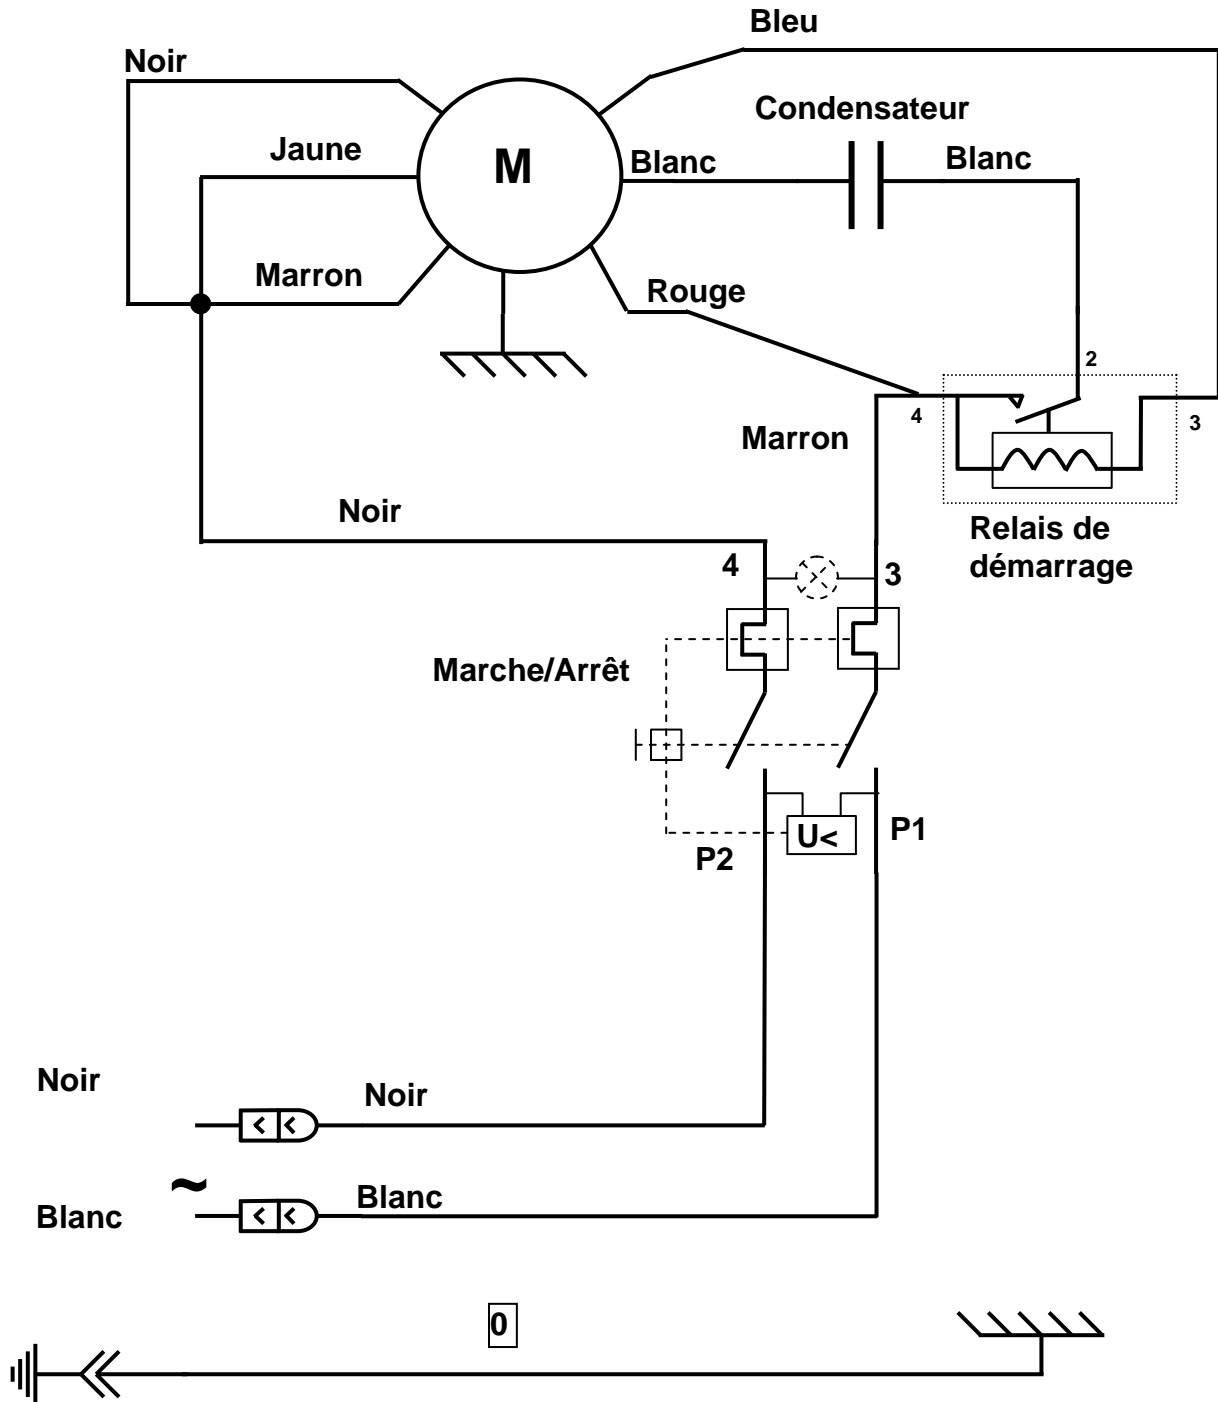 Bleu
Noir
Condensateur
Jaune
M
Blanc
Blanc
Marron
Rouge
2
4
3
Marron
Noir
Relais de
démarrage
4
3
Marche/Arrêt
U<
P1
P2
Noir
Noir
~
Blanc
Blanc
0